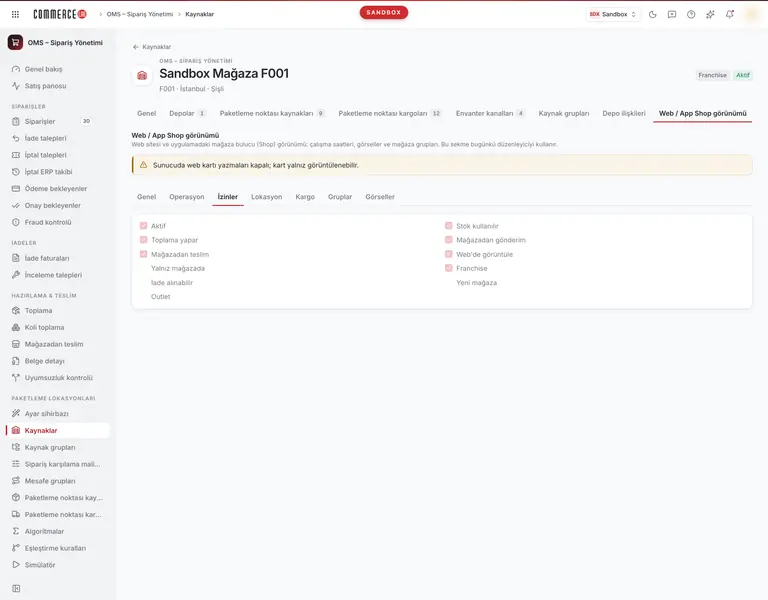 COMMERCE
OMS – Sipariş Yönetimi
Kaynaklar
SANDBOX
SDX Sandbox
OMS – Sipariş Yönetimi
Genel bakış
Satış panosu
SİPARİŞLER
Siparişler 30
İade talepleri
İptal talepleri
İptal ERP takibi
Ödeme bekleyenler
Onay bekleyenler
Fraud kontrolü
İADELER
İade faturaları
İnceleme talepleri
HAZIRLAMA & TESLİM
Toplama
Koli toplama
Mağazadan teslim
Belge detayı
Uyumsuzluk kontrolü
PAKETLEME LOKASYONLARI
Ayar sihirbazı
Kaynaklar
Kaynak grupları
Sipariş karşılama mali...
Mesafe grupları
Paketleme noktası kay...
Paketleme noktası kar...
Algoritmalar
Eşleştirme kuralları
Simülatör
Kaynaklar
OMS – SİPARİŞ YÖNETİMİ
Sandbox Mağaza F001
F001 · İstanbul · Şişli
Franchise Aktif
Genel Depolar 1 Paketleme noktası kaynakları 9 Paketleme noktası kargoları 12 Envanter kanalları 4 Kaynak grupları Depo ilişkileri Web / App Shop görünümü
Web / App Shop görünümü
Web sitesi ve uygulamadaki mağaza bulucu (Shop) görünümü: çalışma saatleri, görseller ve mağaza grupları. Bu sekme bugünkü düzenleyiciyi kullanır.
Sunucuda web kartı yazmaları kapalı; kart yalnız görüntülenebilir.
Genel Operasyon İzinler Lokasyon Kargo Gruplar Görseller
Aktif
Stok kullanılır
Toplama yapar
Mağazadan gönderim
Mağazadan teslim
Web'de görüntüle
Yalnız mağazada
Franchise
İade alınabilir
Yeni mağaza
Outlet